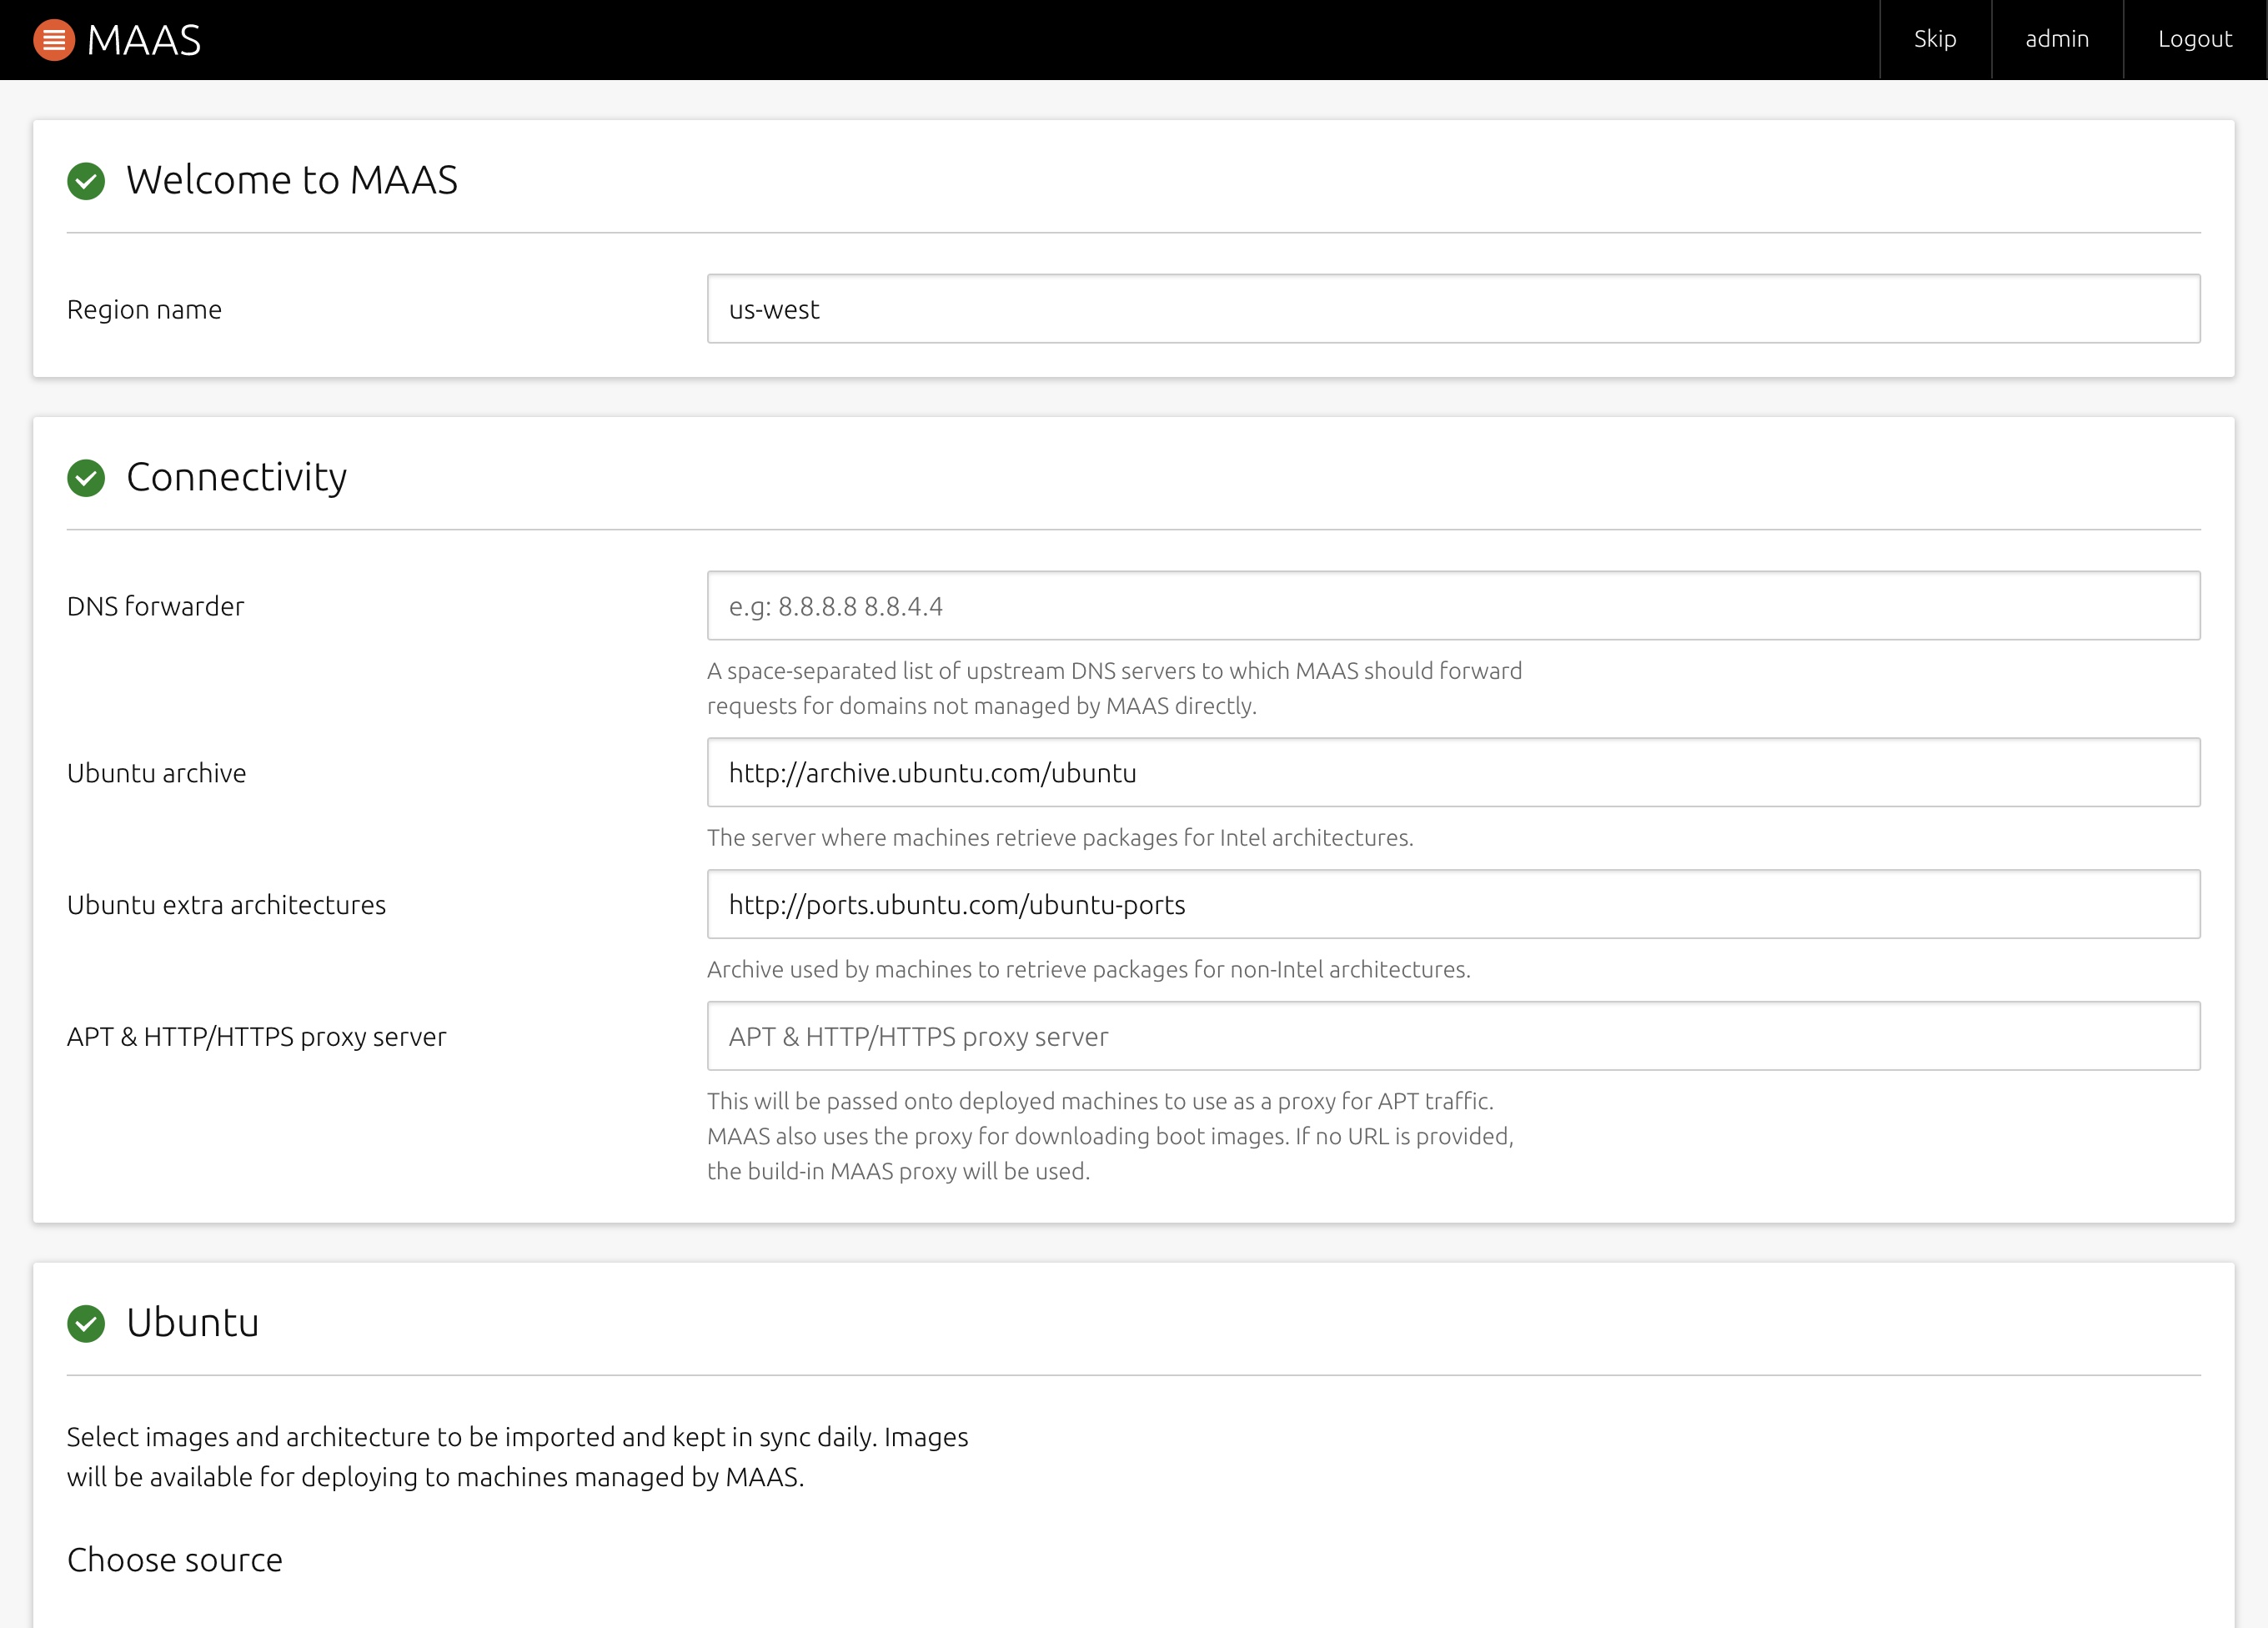 MAAS
Skip
admin
Logout
Welcome to MAAS
Region name
us-west
Connectivity
DNS forwarder
e.g: 8.8.8.8 8.8.4.4
A space-separated list of upstream DNS servers to which MAAS should forward
requests for domains not managed by MAAS directly.
Ubuntu archive
http://archive.ubuntu.com/ubuntu
The server where machines retrieve packages for Intel architectures.
Ubuntu extra architectures
http://ports.ubuntu.com/ubuntu-ports
Archive used by machines to retrieve packages for non-Intel architectures.
APT & HTTP/HTTPS proxy server
APT & HTTP/HTTPS proxy server
This will be passed onto deployed machines to use as a proxy for APT traffic.
MAAS also uses the proxy for downloading boot images. If no URL is provided,
the build-in MAAS proxy will be used.
Ubuntu
Select images and architecture to be imported and kept in sync daily. Images
will be available for deploying to machines managed by MAAS.
Choose source